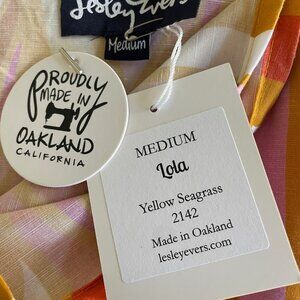 Lesley Evers
Medium
PROUDLY
MADE IN
OAKLAND
CALIFORNIA
MEDIUM
Lola
Yellow Seagrass
2142
Made in Oakland
lesleyevers.com